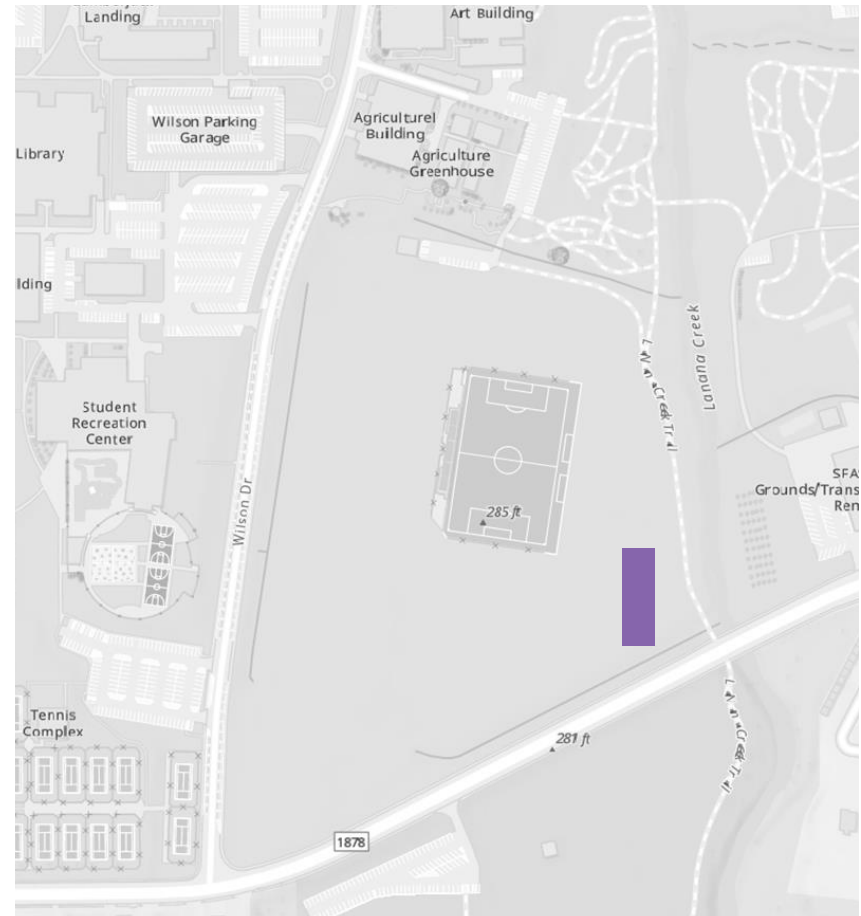 Landing
Art Building
Wilson Parking
Garage
Agriculturel
Building
Library
Agriculture
Greenhouse
lding
Lanana Creek
Student
Recreation
Center
SFA
Grounds/Trans
Ren
285 ft
Wilson Dr
Tennis
Complex
281 ft
1878